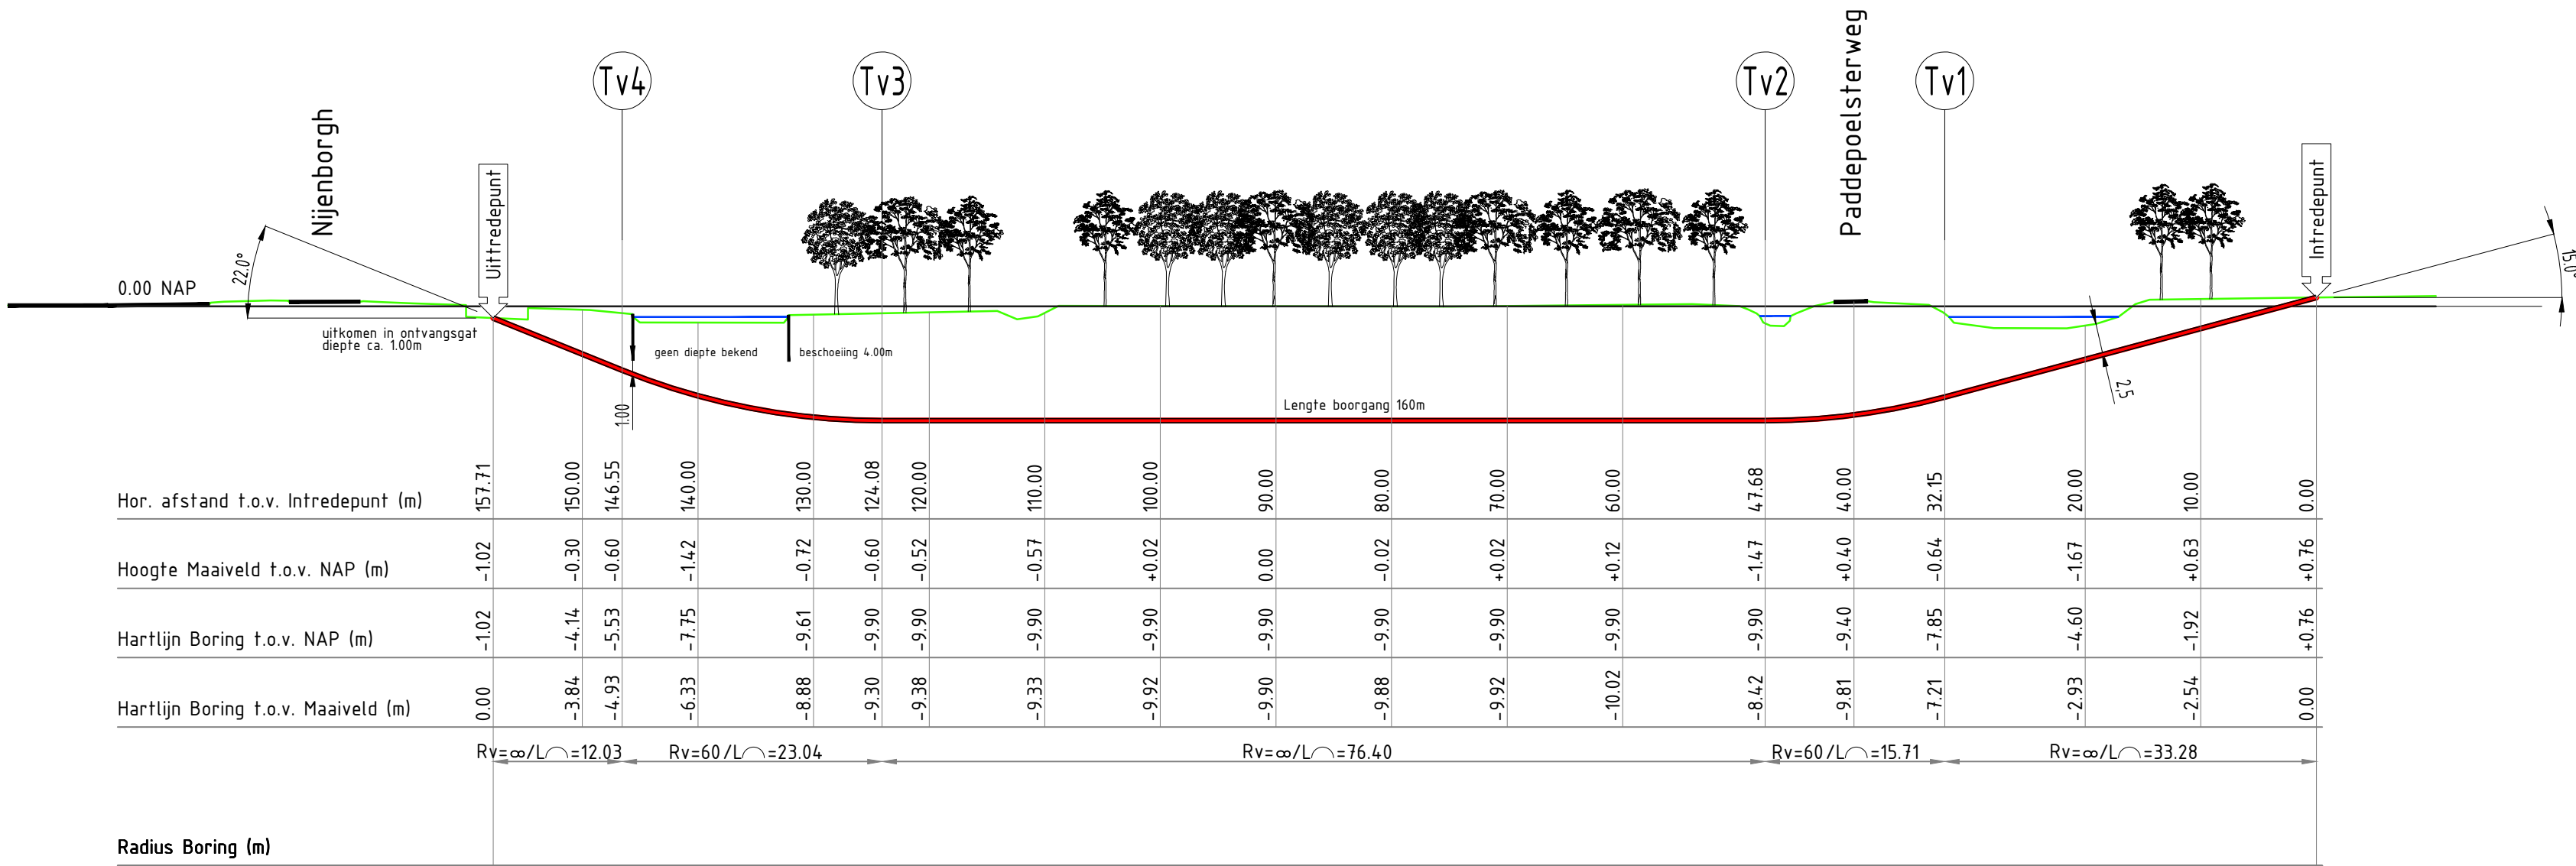 Nijenborgh
Uittredepunt
Tv4
Tv3
Tv2
Paddepoelsterweg
Tv1
Intredepunt
22.0°
15.0°
0.00 NAP
uitkomen in ontvangsgat
diepte ca. 1.00m
geen diepte bekend
beschoeiing 4.00m
1.00
Lengte boorgang 160m
2,5
Hor. afstand t.o.v. Intredepunt (m) 157.71 150.00 146.55 140.00 130.00 124.08 120.00 110.00 100.00 90.00 80.00 70.00 60.00 47.68 40.00 32.15 20.00 10.00 0.00
Hoogte Maaiveld t.o.v. NAP (m) -1.02 -0.30 -0.60 -1.42 -0.72 -0.60 -0.52 -0.57 +0.02 0.00 -0.02 +0.02 +0.12 -1.47 +0.40 -0.64 -1.67 +0.63 +0.76
Hartlijn Boring t.o.v. NAP (m) -1.02 -4.14 -5.53 -7.75 -9.61 -9.90 -9.90 -9.90 -9.90 -9.90 -9.90 -9.90 -9.90 -9.90 -9.40 -7.85 -4.60 -1.92 +0.76
Hartlijn Boring t.o.v. Maaiveld (m) 0.00 -3.84 -4.93 -6.33 -8.88 -9.30 -9.38 -9.33 -9.92 -9.90 -9.88 -9.92 -10.02 -8.42 -9.81 -7.21 -2.93 -2.54 0.00
Rv=∞/L⌒=12.03 Rv=60/L⌒=23.04 Rv=∞/L⌒=76.40 Rv=60/L⌒=15.71 Rv=∞/L⌒=33.28
Radius Boring (m)